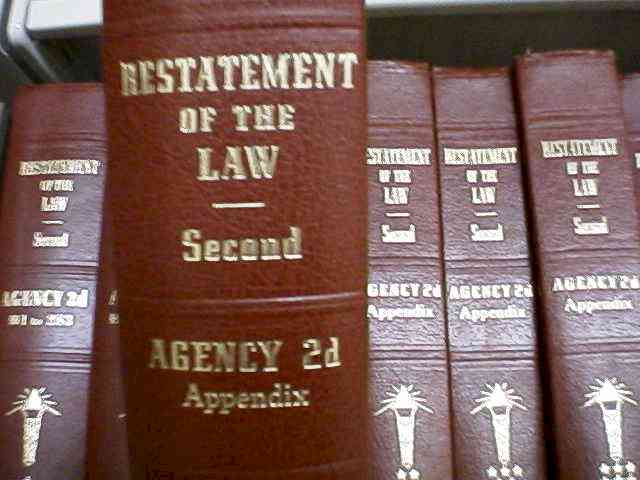 RESTATEMENT
OF THE
LAW
Second
AGENCY 2d
RESTATEMENT
OF THE
LAW
Second
AGENCY 2d
Appendix
RESTATEMENT
OF THE
LAW
Second
AGENCY 2d
Appendix
RESTATEMENT
OF THE
LAW
Second
AGENCY 2d
Appendix
RESTATEMENT
OF THE
LAW
Second
AGENCY 2d
Appendix